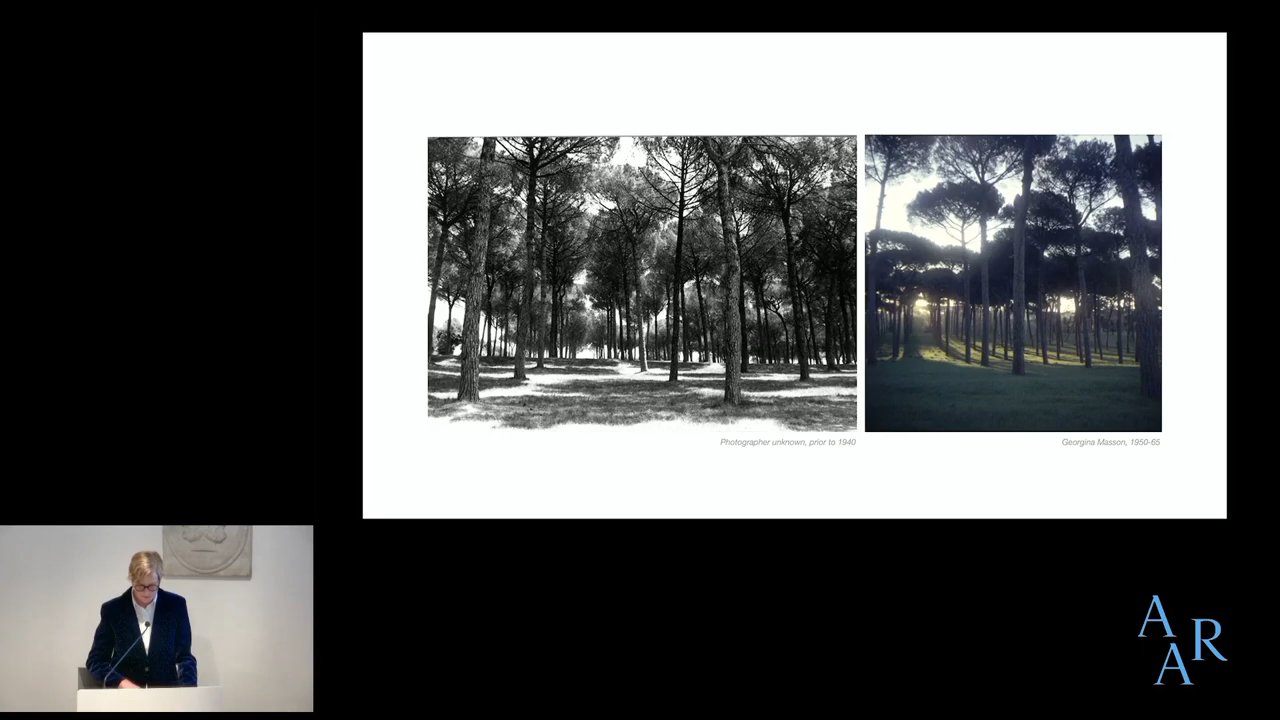 Photographer unknown, prior to 1940
Georgina Masson, 1950-65
A
A R
A